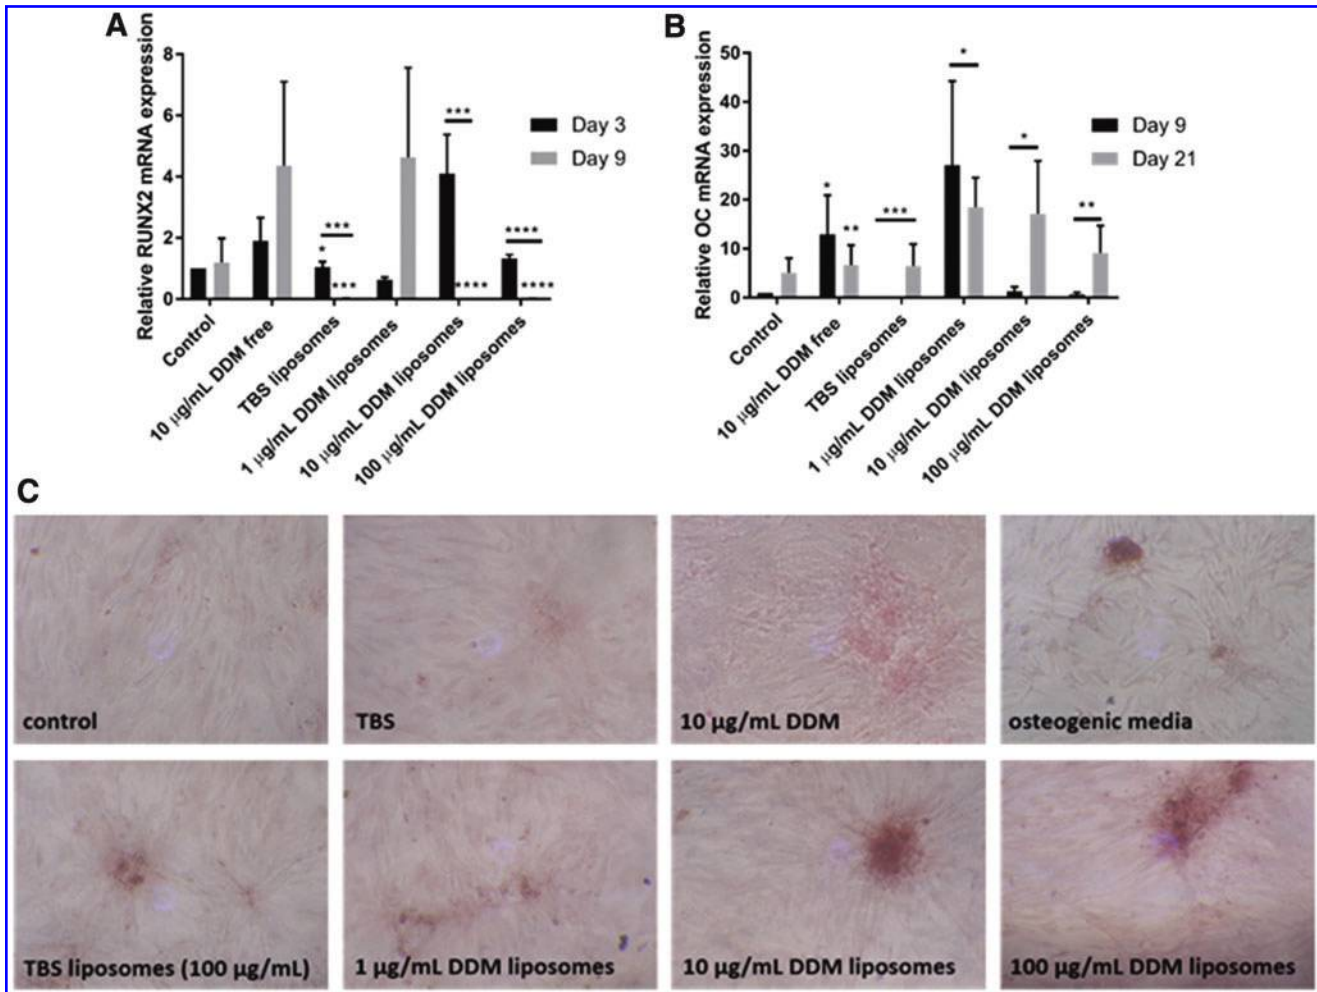 A
Relative RUNX2 mRNA expression
8
6
4
2
0
***
*
***
***
****
****
****
Day 3
Day 9
Control
10 µg/mL DDM free
TBS liposomes
1 µg/mL DDM liposomes
10 µg/mL DDM liposomes
100 µg/mL DDM liposomes
B
Relative OC mRNA expression
50
40
30
20
10
0
*
**
***
*
*
**
Day 9
Day 21
Control
10 µg/mL DDM free
TBS liposomes
1 µg/mL DDM liposomes
10 µg/mL DDM liposomes
100 µg/mL DDM liposomes
C
control
TBS
10 µg/mL DDM
osteogenic media
TBS liposomes (100 µg/mL)
1 µg/mL DDM liposomes
10 µg/mL DDM liposomes
100 µg/mL DDM liposomes